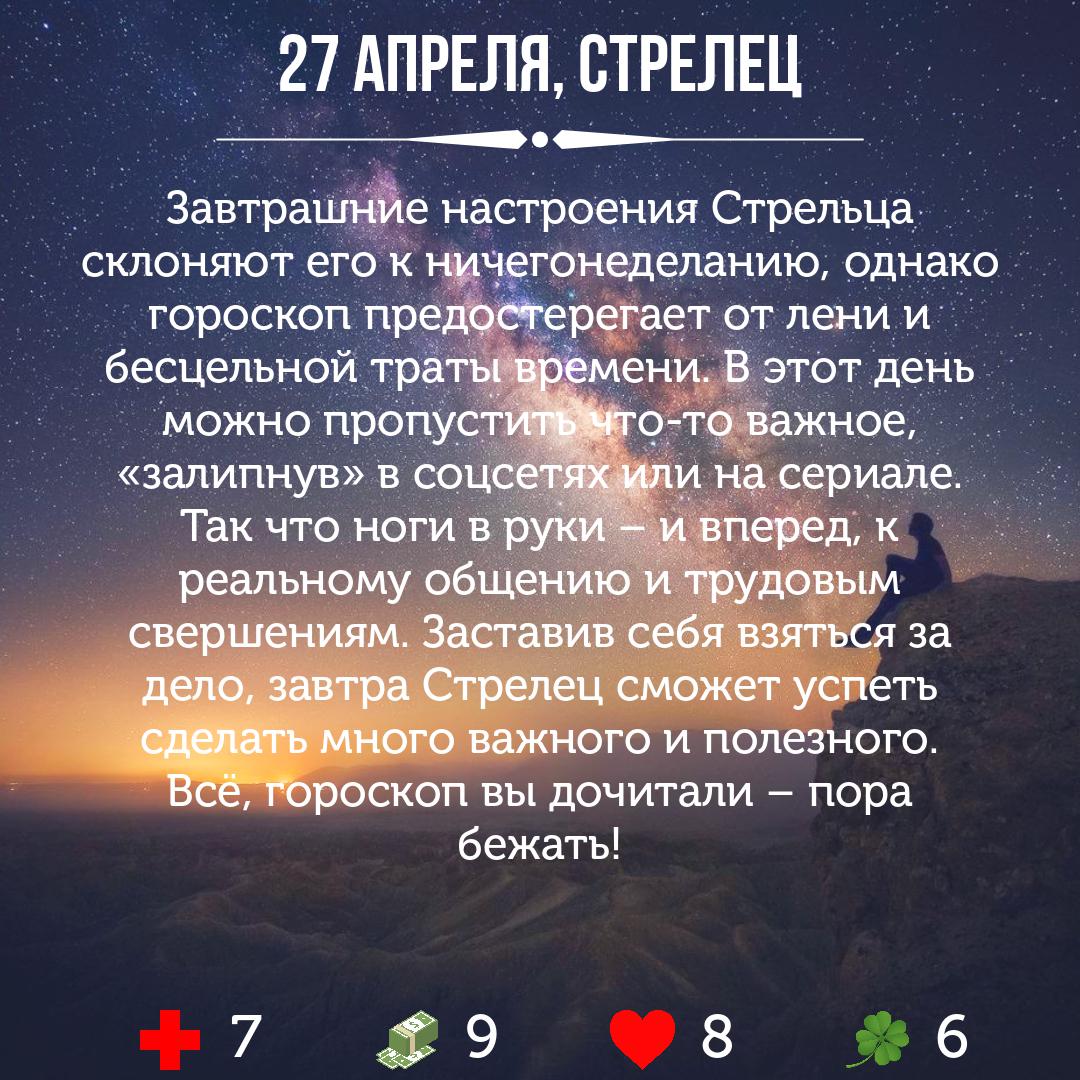 27 АПРЕЛЯ, СТРЕЛЕЦ
Завтрашние настроения Стрельца
склоняют его к ничегонеделанию, однако
гороскоп предостерегает от лени и
бесцельной траты времени. В этот день
можно пропустить что-то важное,
«залипнув» в соцсетях или на сериале.
Так что ноги в руки – и вперед, к
реальному общению и трудовым
свершениям. Заставив себя взяться за
дело, завтра Стрелец сможет успеть
сделать много важного и полезного.
Всё, гороскоп вы дочитали – пора
бежать!
7 9 8 6